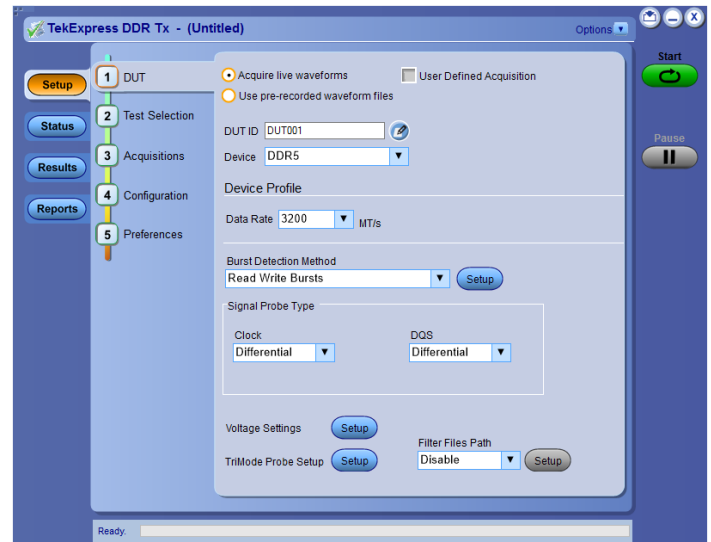 TekExpress DDR Tx - (Untitled)
Options
Start
Pause
Setup
Status
Results
Reports
1 DUT
2 Test Selection
3 Acquisitions
4 Configuration
5 Preferences
Acquire live waveforms
User Defined Acquisition
Use pre-recorded waveform files
DUT ID DUT001
Device DDR5
Device Profile
Data Rate 3200 MT/s
Burst Detection Method
Read Write Bursts Setup
Signal Probe Type
Clock DQS
Differential Differential
Voltage Settings Setup
Filter Files Path
TriMode Probe Setup Setup Disable Setup
Ready.